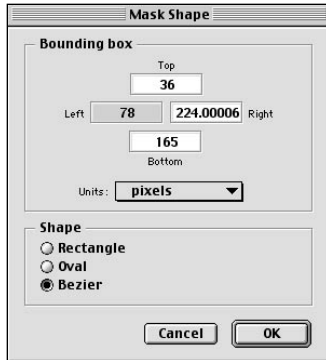 Mask Shape
Bounding box
Top
36
Left 78 224.00006 Right
165
Bottom
Units: pixels
Shape
Rectangle
Oval
Bezier
Cancel OK